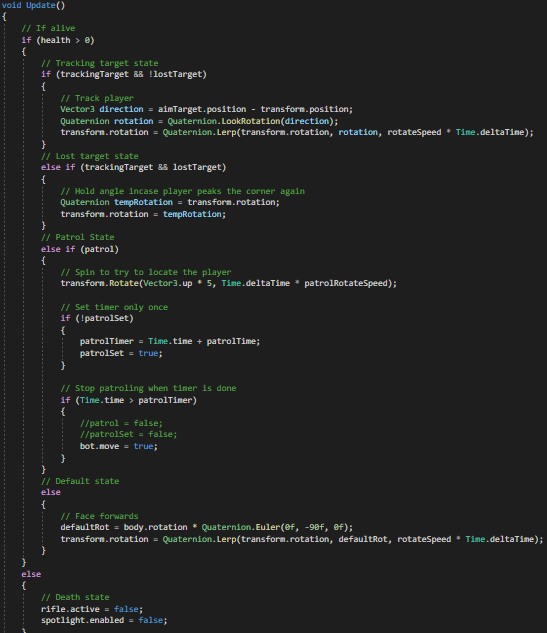 void Update()
{
// If alive
if (health > 0)
{
// Tracking target state
if (trackingTarget && !lostTarget)
{
// Track player
Vector3 direction = aimTarget.position - transform.position;
Quaternion rotation = Quaternion.LookRotation(direction);
transform.rotation = Quaternion.Lerp(transform.rotation, rotation, rotateSpeed * Time.deltaTime);
}
// Lost target state
else if (trackingTarget && lostTarget)
{
// Hold angle incase player peaks the corner again
Quaternion tempRotation = transform.rotation;
transform.rotation = tempRotation;
}
// Patrol State
else if (patrol)
{
// Spin to try to locate the player
transform.Rotate(Vector3.up * 5, Time.deltaTime * patrolRotateSpeed);
// Set timer only once
if (!patrolSet)
{
patrolTimer = Time.time + patrolTime;
patrolSet = true;
}
// Stop patroling when timer is done
if (Time.time > patrolTimer)
{
//patrol = false;
//patrolSet = false;
bot.move = true;
}
}
// Default state
else
{
// Face forwards
defaultRot = body.rotation * Quaternion.Euler(0f, -90f, 0f);
transform.rotation = Quaternion.Lerp(transform.rotation, defaultRot, rotateSpeed * Time.deltaTime);
}
}
else
{
// Death state
rifle.active = false;
spotlight.enabled = false;
}